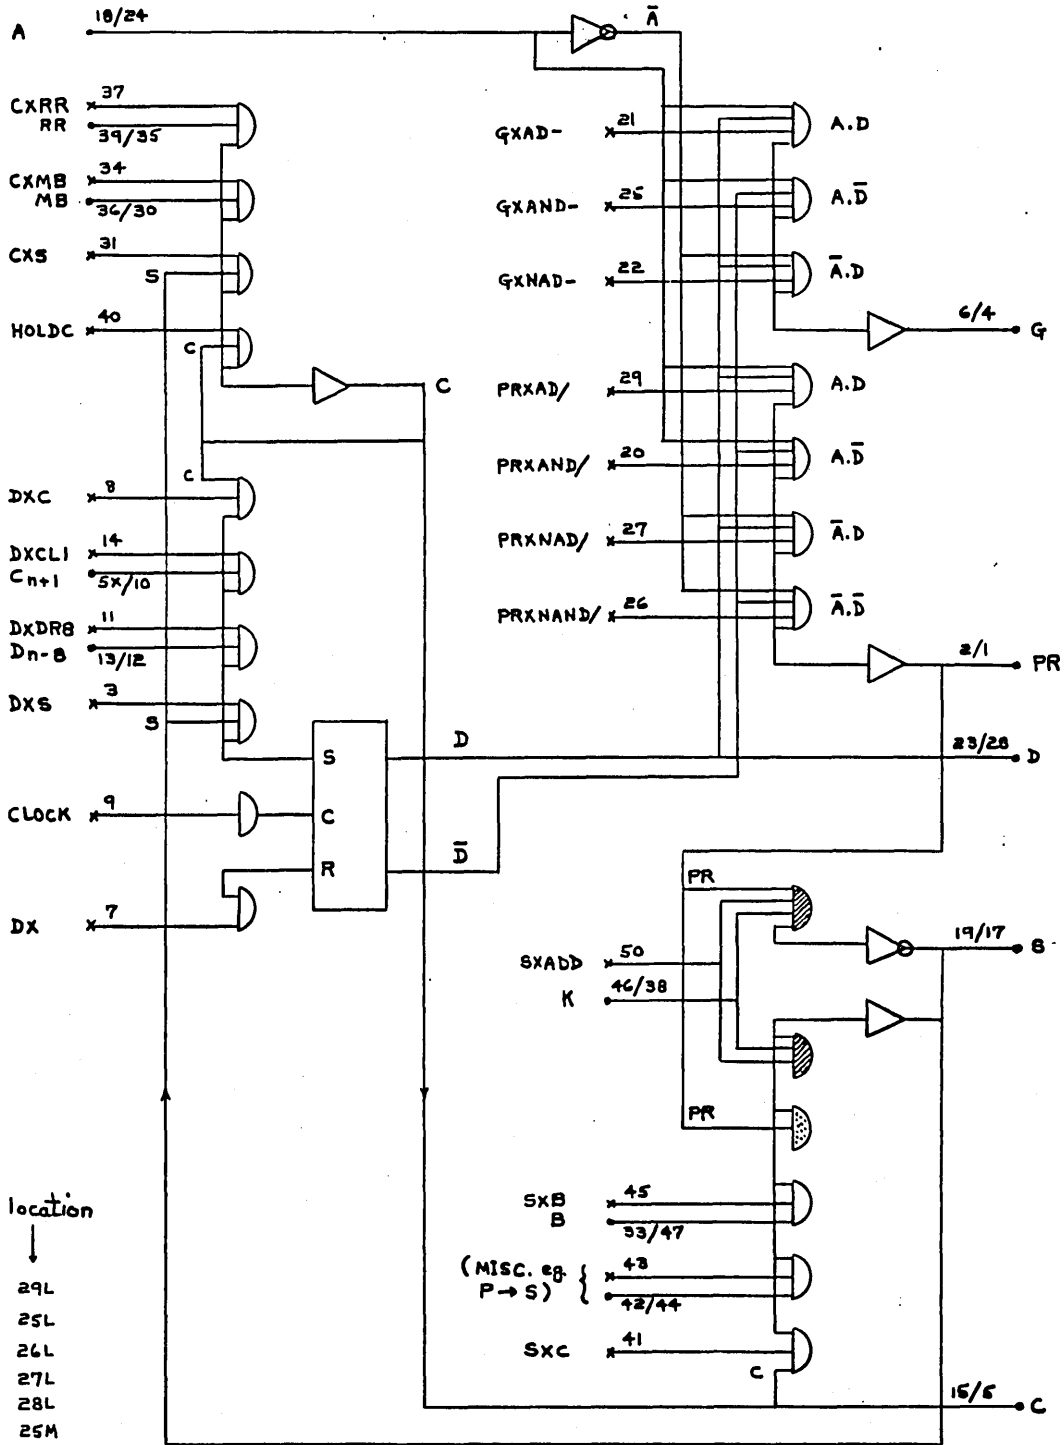 A 18/24
Ā
CXRR 37
RR 39/35
CXMB 34
MB 36/30
CXS 31
S
HOLDC 40
C
C
C
DXC 8
DXCL1 14
Cn+1 5X/10
DXDR8 11
Dn-8 13/12
DXS 3
S
CLOCK 9
DX 7
S
C
R
D
D̄
GXAD- 21
A.D
GXAND- 25
A.D̄
GXNAD- 22
Ā.D
6/4 G
PRXAD/ 29
A.D
PRXAND/ 20
A.D̄
PRXNAD/ 27
Ā.D
PRXNAND/ 26
Ā.D̄
2/1 PR
23/28 D
PR
SXADD 50
K 46/38
19/17 S
PR
SXB 45
B 33/47
(MISC. eg. 43
P→S) { 42/44
SXC 41
C
15/5 C
location
↓
29L
25L
26L
27L
28L
25M